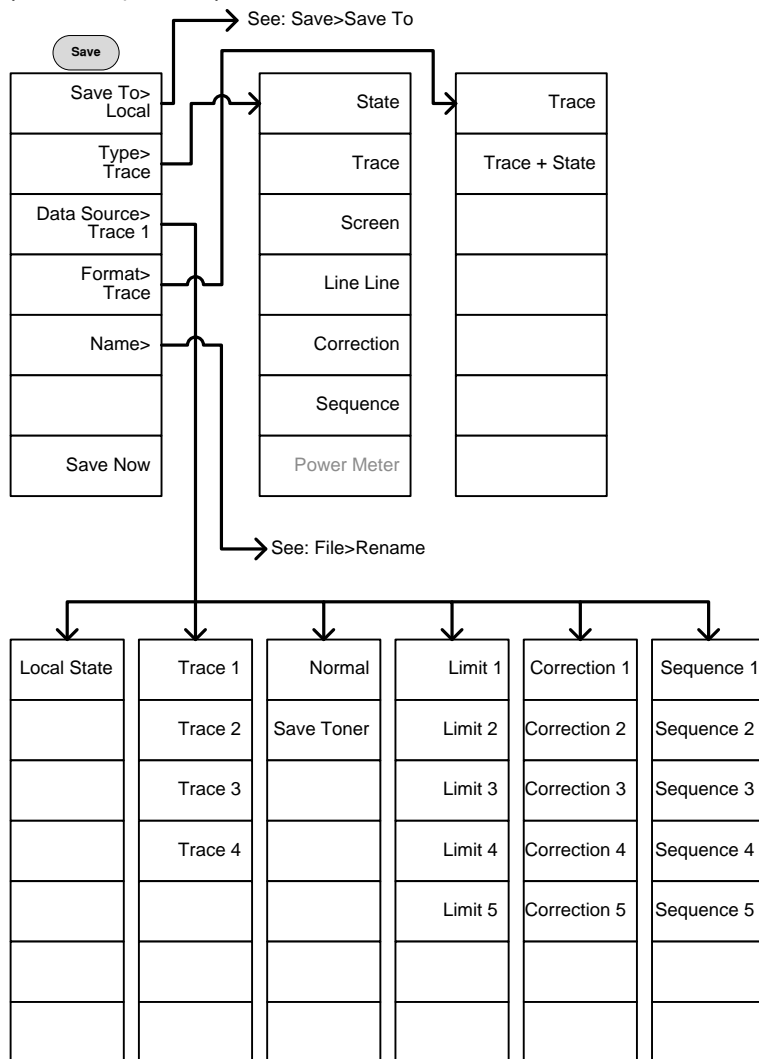 See: Save>Save To
Save
Save To>
Local
Type>
Trace
Data Source>
Trace 1
Format>
Trace
Name>
Save Now
State
Trace
Screen
Line Line
Correction
Sequence
Power Meter
Trace
Trace + State
See: File>Rename
Local State
Trace 1
Trace 2
Trace 3
Trace 4
Normal
Save Toner
Limit 1
Limit 2
Limit 3
Limit 4
Limit 5
Correction 1
Correction 2
Correction 3
Correction 4
Correction 5
Sequence 1
Sequence 2
Sequence 3
Sequence 4
Sequence 5